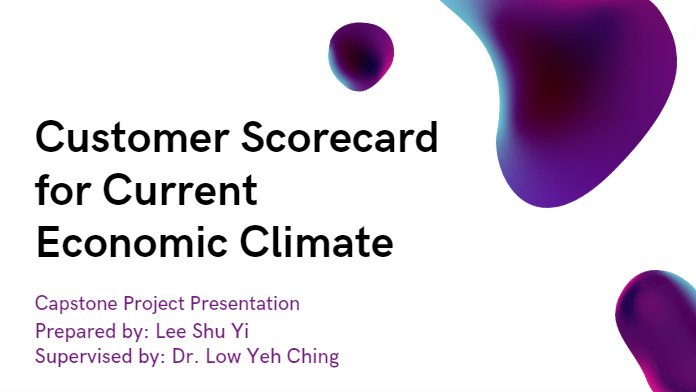 Customer Scorecard
for Current
Economic Climate
Capstone Project Presentation
Prepared by: Lee Shu Yi
Supervised by: Dr. Low Yeh Ching